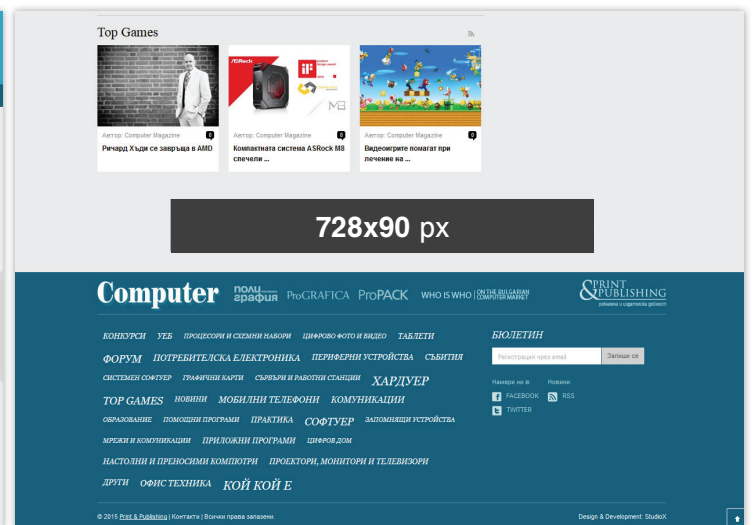 Top Games
ASRock
Автор: Computer Magazine 0
Ричард Хъди се завръща в AMD
Автор: Computer Magazine 0
Компактната система ASRock M8
спечели ...
Автор: Computer Magazine 0
Видеоигрите помагат при
лечение на ...
728x90 px
Computer полиграфия ProGRAFICA ProPACK WHO IS WHO ON THE BULGARIAN COMPUTER MARKET PRINT & PUBLISHING
рекламни и издателски дейности
КОНКУРСИ УЕБ ПРОЦЕСОРИ И СХЕМНИ НАБОРИ ЦИФРОВО ФОТО И ВИДЕО ТАБЛЕТИ
ФОРУМ ПОТРЕБИТЕЛСКА ЕЛЕКТРОНИКА ПЕРИФЕРНИ УСТРОЙСТВА СЪБИТИЯ
СИСТЕМЕН СОФТУЕР ГРАФИЧНИ КАРТИ СЪРВЪРИ И РАБОТНИ СТАНЦИИ ХАРДУЕР
TOP GAMES НОВИНИ МОБИЛНИ ТЕЛЕФОНИ КОМУНИКАЦИИ
ОБРАЗОВАНИЕ ПОМОЩНИ ПРОГРАМИ ПРАКТИКА СОФТУЕР ЗАПОМНЯЩИ УСТРОЙСТВА
МРЕЖИ И КОМУНИКАЦИИ ПРИЛОЖНИ ПРОГРАМИ ЦИФРОВ ДОМ
НАСТОЛНИ И ПРЕНОСИМИ КОМПЮТРИ ПРОЕКТОРИ, МОНИТОРИ И ТЕЛЕВИЗОРИ
ДРУГИ ОФИС ТЕХНИКА КОЙ КОЙ Е
БЮЛЕТИН
Регистрация чрез email Запиши се
Намери ни в: Новини
FACEBOOK RSS
TWITTER
© 2015 Print & Publishing | Контакти | Всички права запазени. Design & Development: StudioX